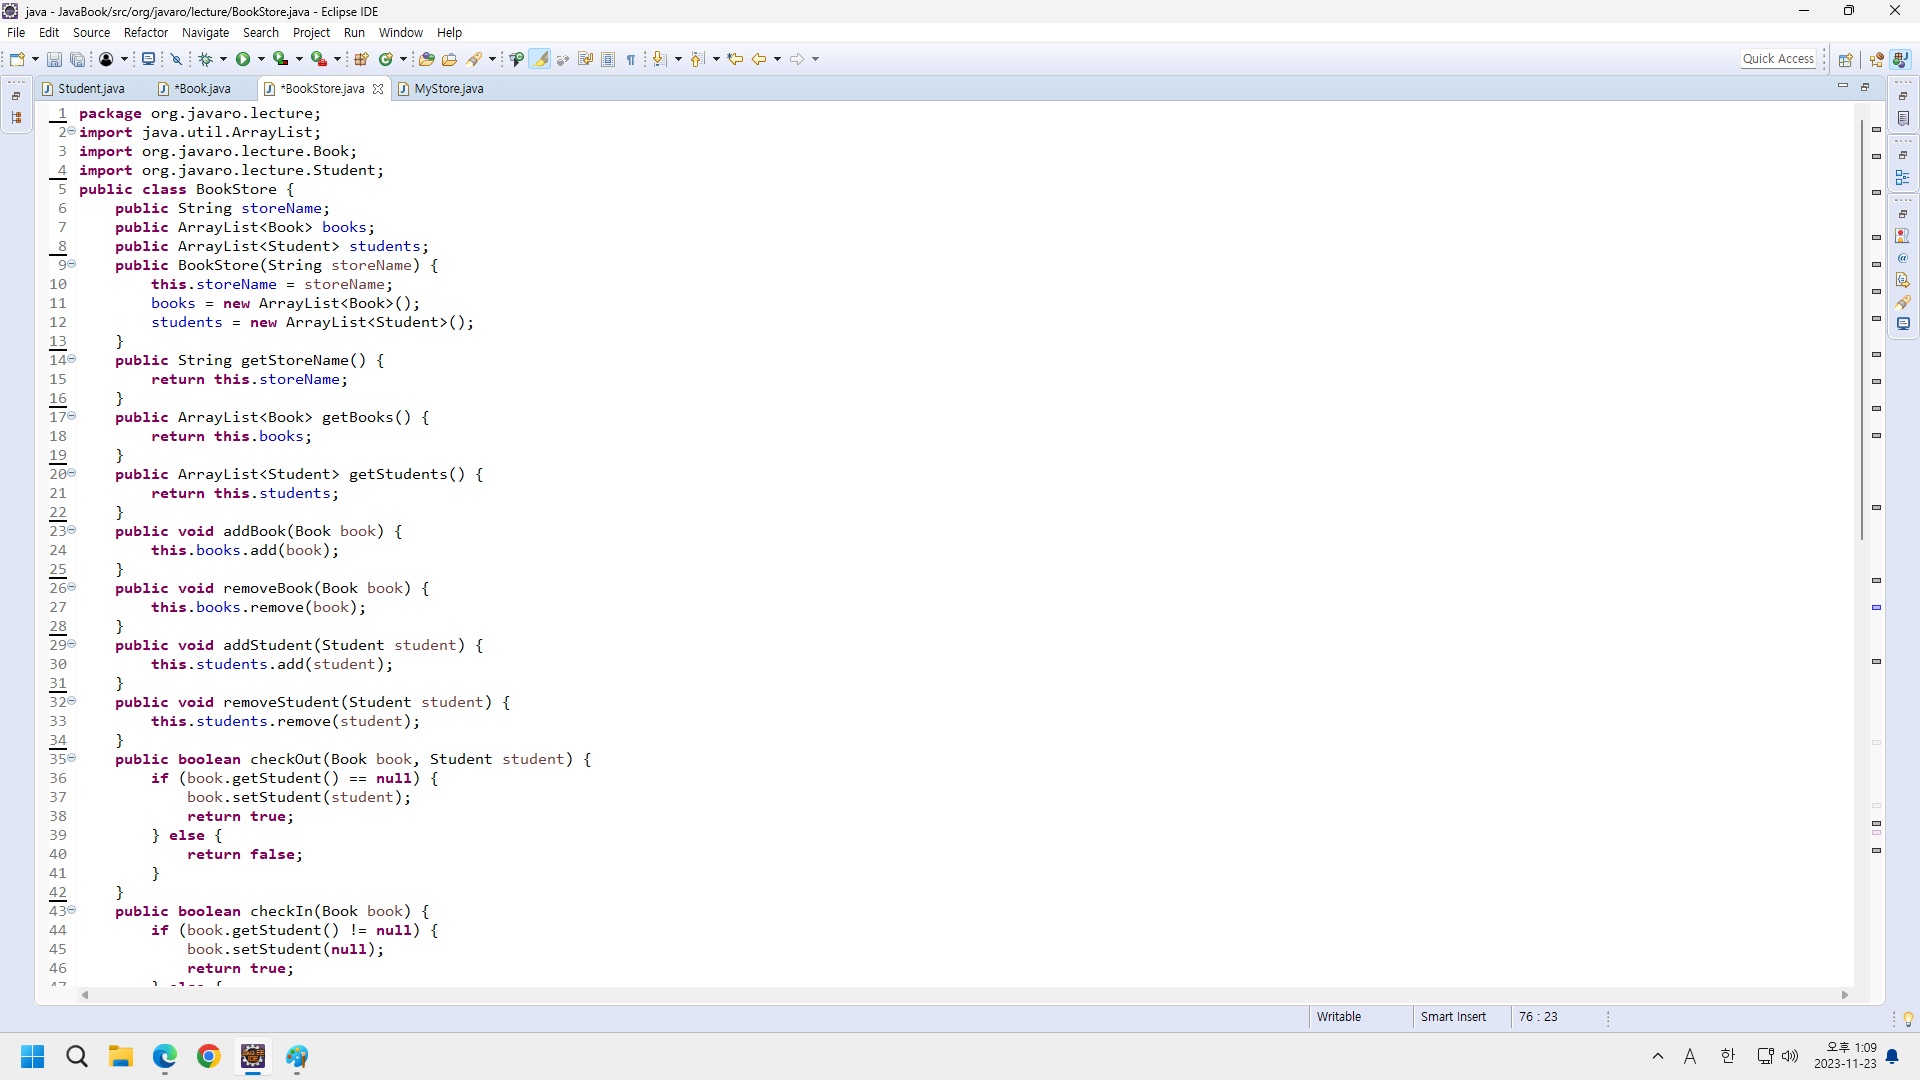 java - JavaBook/src/org/javaro/lecture/BookStore.java - Eclipse IDE
File Edit Source Refactor Navigate Search Project Run Window Help
Quick Access
Student.java *Book.java *BookStore.java MyStore.java
1 package org.javaro.lecture;
2 import java.util.ArrayList;
3 import org.javaro.lecture.Book;
4 import org.javaro.lecture.Student;
5 public class BookStore {
6 public String storeName;
7 public ArrayList<Book> books;
8 public ArrayList<Student> students;
9 public BookStore(String storeName) {
10 this.storeName = storeName;
11 books = new ArrayList<Book>();
12 students = new ArrayList<Student>();
13 }
14 public String getStoreName() {
15 return this.storeName;
16 }
17 public ArrayList<Book> getBooks() {
18 return this.books;
19 }
20 public ArrayList<Student> getStudents() {
21 return this.students;
22 }
23 public void addBook(Book book) {
24 this.books.add(book);
25 }
26 public void removeBook(Book book) {
27 this.books.remove(book);
28 }
29 public void addStudent(Student student) {
30 this.students.add(student);
31 }
32 public void removeStudent(Student student) {
33 this.students.remove(student);
34 }
35 public boolean checkOut(Book book, Student student) {
36 if (book.getStudent() == null) {
37 book.setStudent(student);
38 return true;
39 } else {
40 return false;
41 }
42 }
43 public boolean checkIn(Book book) {
44 if (book.getStudent() != null) {
45 book.setStudent(null);
46 return true;
47 } else {
Writable Smart Insert 76 : 23
A 한 오후 1:09
2023-11-23